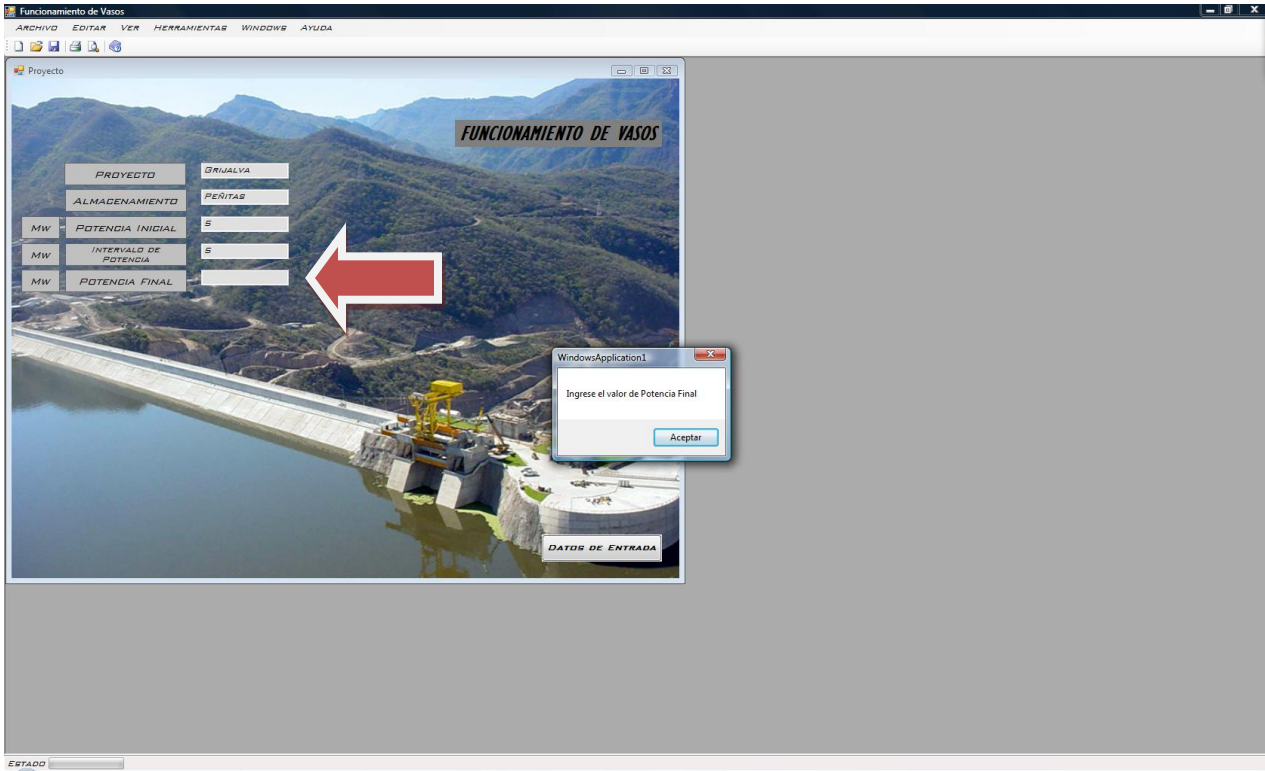 Funcionamiento de Vasos
ARCHIVO EDITAR VER HERRAMIENTAS WINDOWS AYUDA
Proyecto
FUNCIONAMIENTO DE VASOS
PROYECTO GRIJALVA
ALMACENAMIENTO PEÑITAS
MW POTENCIA INICIAL 5
MW INTERVALO DE
POTENCIA 5
MW POTENCIA FINAL
WindowsApplication1
Ingrese el valor de Potencia Final
Aceptar
DATOS DE ENTRADA
ESTADO